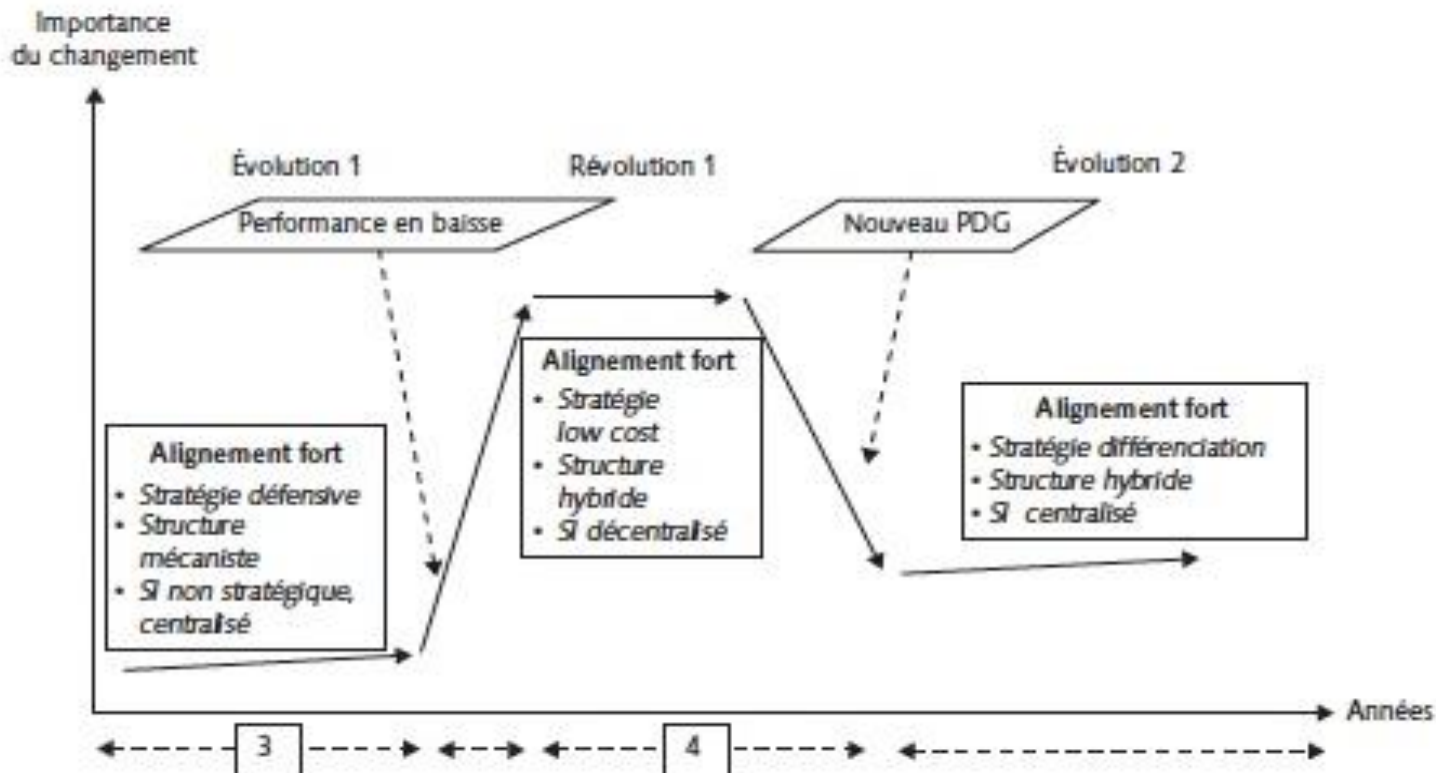 Importance
du changement
Évolution 1
Révolution 1
Évolution 2
Performance en baisse
Nouveau PDG
Alignement fort
• Stratégie défensive
• Structure
mécaniste
• SI non stratégique,
centralisé
Alignement fort
• Stratégie
low cost
• Structure
hybride
• SI décentralisé
Alignement fort
• Stratégie différenciation
• Structure hybride
• SI centralisé
Années
3
4